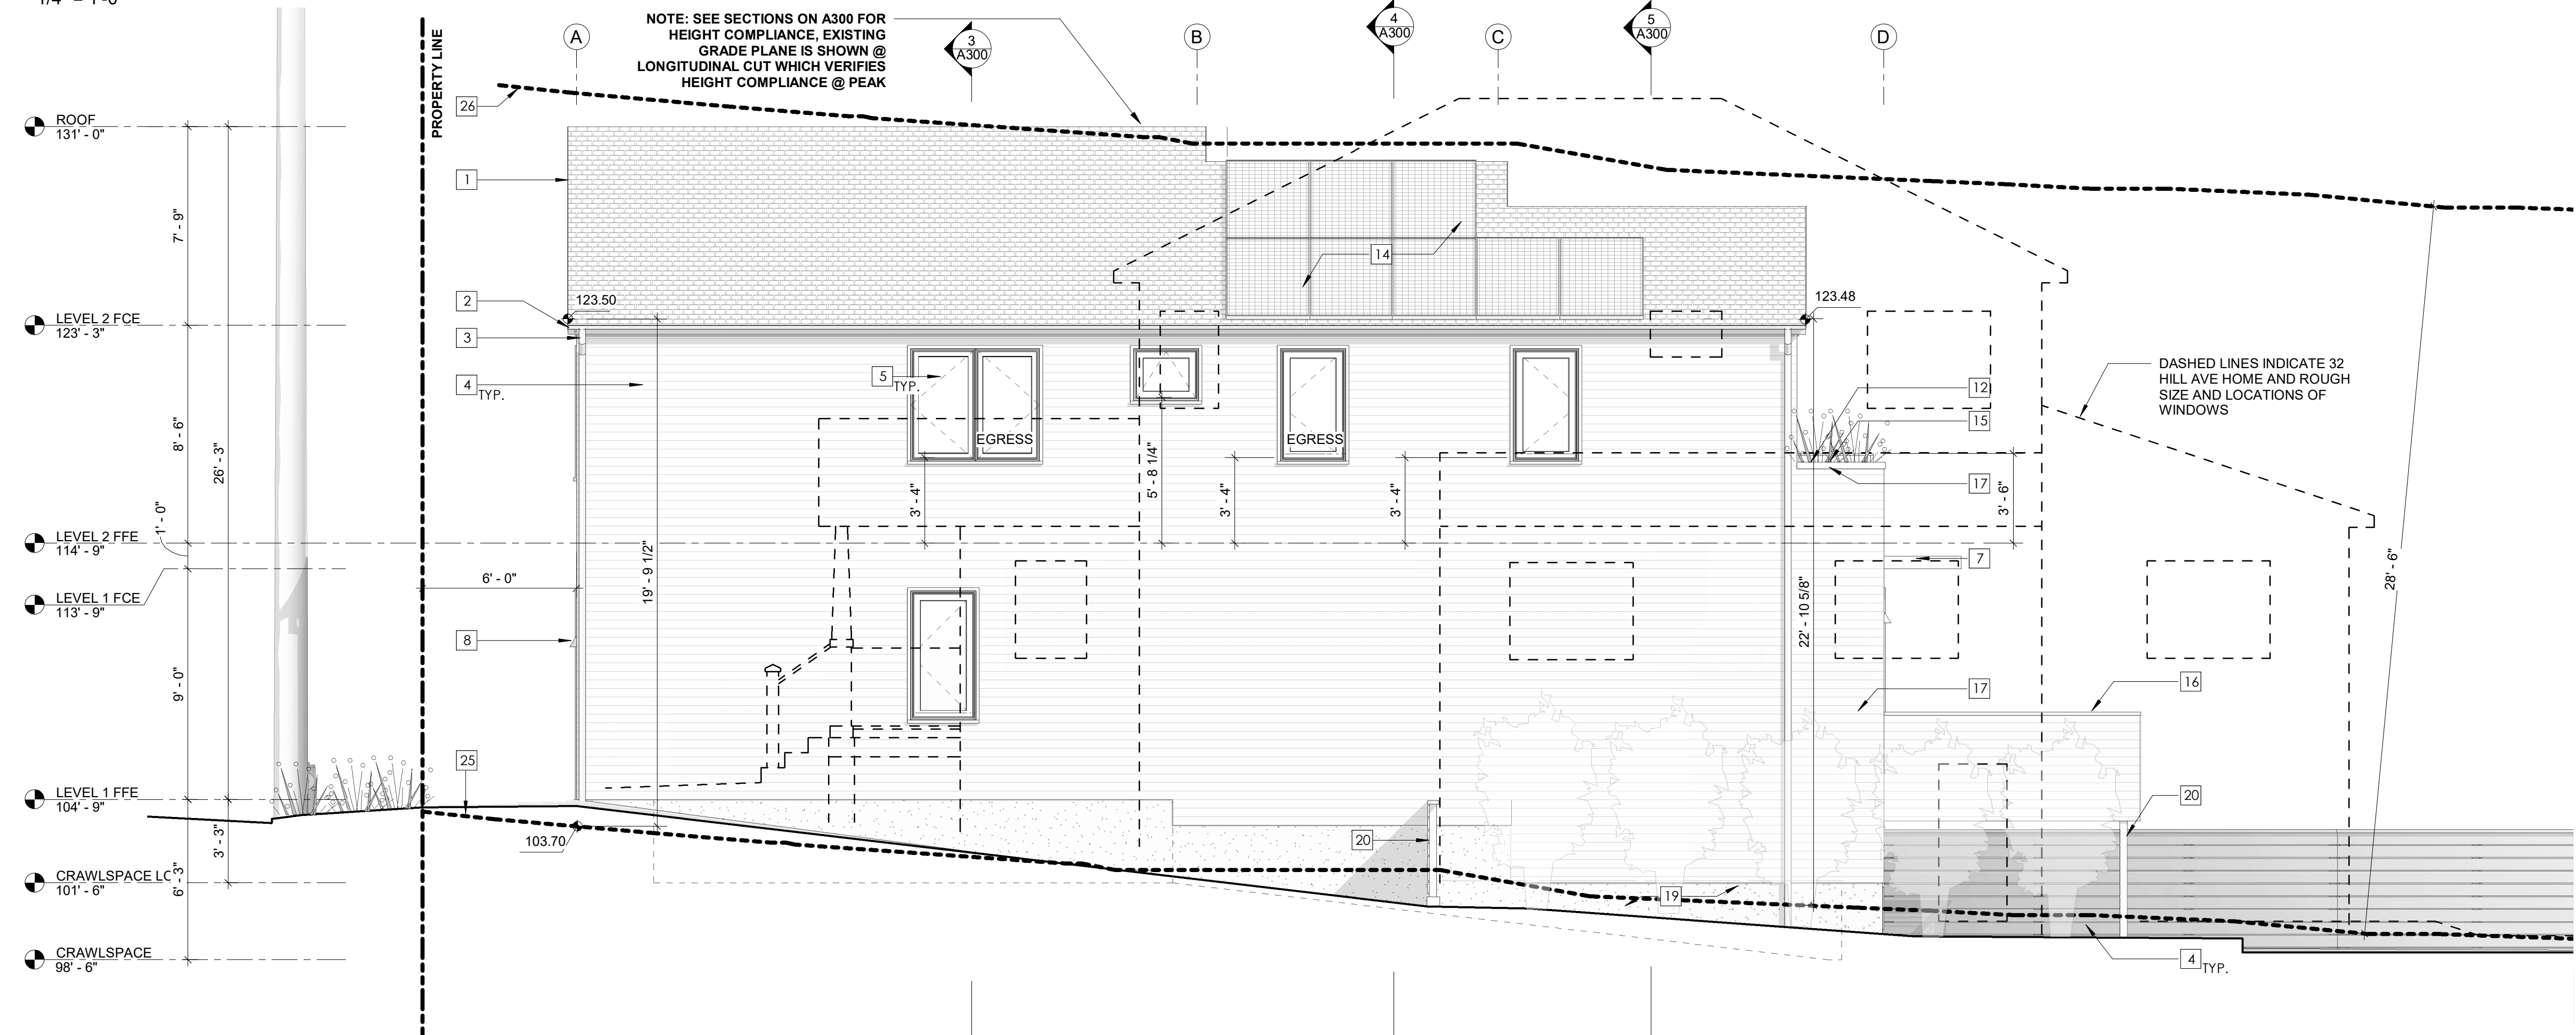 1/4" = 1'-0"
NOTE: SEE SECTIONS ON A300 FOR
HEIGHT COMPLIANCE, EXISTING
GRADE PLANE IS SHOWN @
LONGITUDINAL CUT WHICH VERIFIES
HEIGHT COMPLIANCE @ PEAK
PROPERTY LINE
A
3
A300
B
4
A300
C
5
A300
D
26
ROOF
131' - 0"
1
7' - 9"
14
2
123.50
123.48
LEVEL 2 FCE
123' - 3"
3
4
TYP.
5
TYP.
EGRESS
EGRESS
12
15
17
DASHED LINES INDICATE 32
HILL AVE HOME AND ROUGH
SIZE AND LOCATIONS OF
WINDOWS
8' - 6"
26' - 3"
3' - 4"
5' - 8 1/4"
3' - 4"
3' - 4"
3' - 6"
1' - 0"
LEVEL 2 FFE
114' - 9"
7
6' - 0"
19' - 9 1/2"
22' - 10 5/8"
28' - 6"
LEVEL 1 FCE
113' - 9"
8
9' - 0"
17
16
25
LEVEL 1 FFE
104' - 9"
20
103.70
20
3' - 3"
CRAWLSPACE LC
101' - 6"
6' - 3"
19
CRAWLSPACE
98' - 6"
4
TYP.